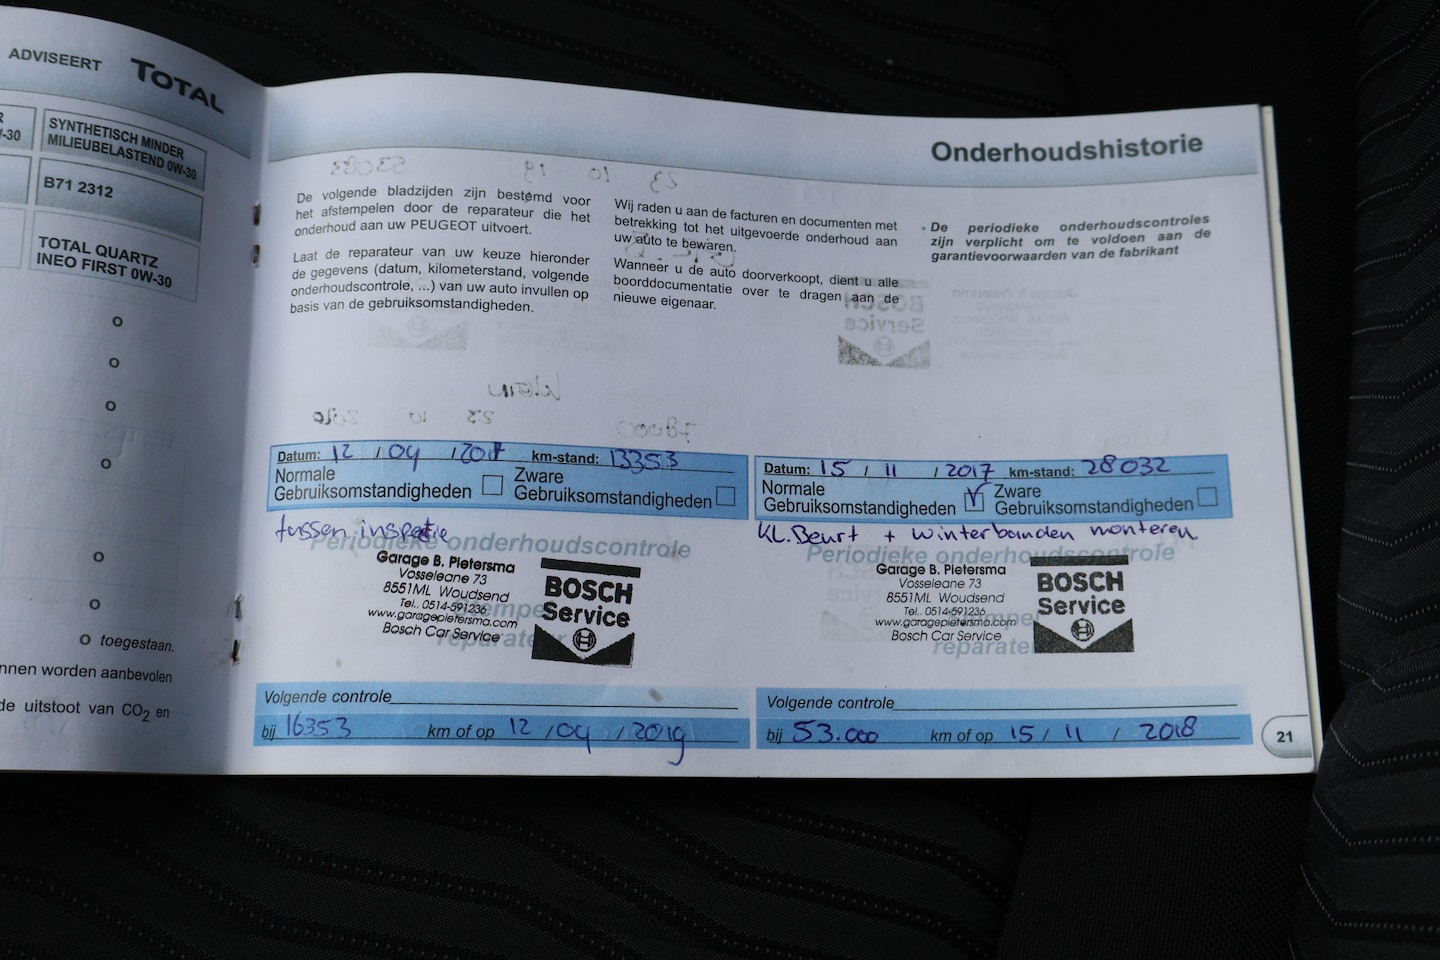 ADVISEERT TOTAL
-30
SYNTHETISCH MINDER
MILIEUBELASTEND 0W-30
B71 2312
TOTAL QUARTZ
INEO FIRST 0W-30
o
o
o
o
o
o
o toegestaan.
nnen worden aanbevolen
de uitstoot van CO2 en
Onderhoudshistorie
De volgende bladzijden zijn bestemd voor
het afstempelen door de reparateur die het
onderhoud aan uw PEUGEOT uitvoert.
Laat de reparateur van uw keuze hieronder
de gegevens (datum, kilometerstand, volgende
onderhoudscontrole, ...) van uw auto invullen op
basis van de gebruiksomstandigheden.
Wij raden u aan de facturen en documenten met
betrekking tot het uitgevoerde onderhoud aan
uw auto te bewaren.
Wanneer u de auto doorverkoopt, dient u alle
boorddocumentatie over te dragen aan de
nieuwe eigenaar.
• De periodieke onderhoudscontroles
zijn verplicht om te voldoen aan de
garantievoorwaarden van de fabrikant
Datum: 12 / 04 / 2017 km-stand: 13353
Normale
Gebruiksomstandigheden
Zware
Gebruiksomstandigheden
tussen inspectie
Periodieke onderhoudscontrole
Garage B. Pietersma
Vosseleane 73
8551ML Woudsend
Tel.. 0514-591236
www.garagepietersma.com
Bosch Car Service
BOSCH
Service
Stempel
reparateur
Volgende controle
bij 16353 km of op 12 / 04 / 2019
Datum: 15 / 11 / 2017 km-stand: 28032
Normale
Gebruiksomstandigheden
Zware
Gebruiksomstandigheden
KL. Beurt + winterbanden monteren
Periodieke onderhoudscontrole
Garage B. Pietersma
Vosseleane 73
8551ML Woudsend
Tel.. 0514-591236
www.garagepietersma.com
Bosch Car Service
BOSCH
Service
reparate
Volgende controle
bij 53.000 km of op 15 / 11 / 2018
21